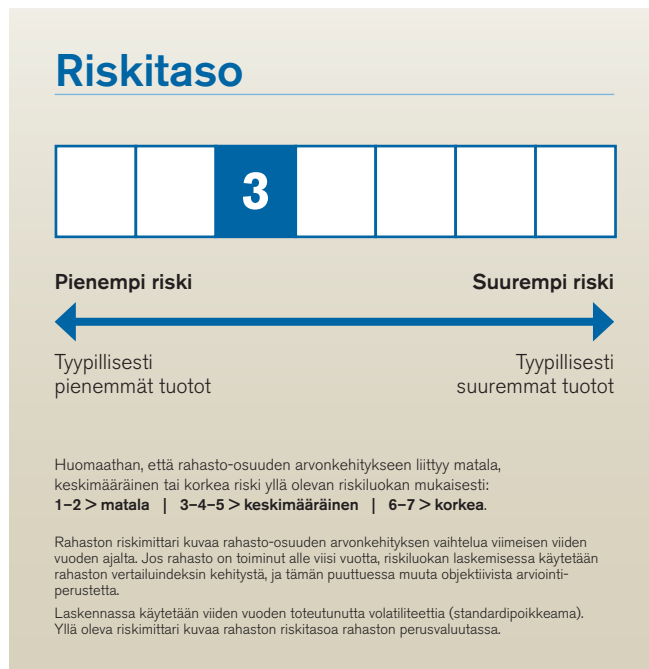 Riskitaso
3
Pienempi riski Suurempi riski
Tyypillisesti Tyypillisesti
pienemmät tuotot suuremmat tuotot
Huomaathan, että rahasto-osuuden arvonkehitykseen liittyy matala,
keskimääräinen tai korkea riski yllä olevan riskiluokan mukaisesti:
1–2 > matala | 3–4–5 > keskimääräinen | 6–7 > korkea.
Rahaston riskimittari kuvaa rahasto-osuuden arvonkehityksen vaihtelua viimeisen viiden
vuoden ajalta. Jos rahasto on toiminut alle viisi vuotta, riskiluokan laskemisessa käytetään
rahaston vertailuindeksin kehitystä, ja tämän puuttuessa muuta objektiivista arviointi-
perustetta.
Laskennassa käytetään viiden vuoden toteutunutta volatiliteettia (standardipoikkeama).
Yllä oleva riskimittari kuvaa rahaston riskitasoa rahaston perusvaluutassa.